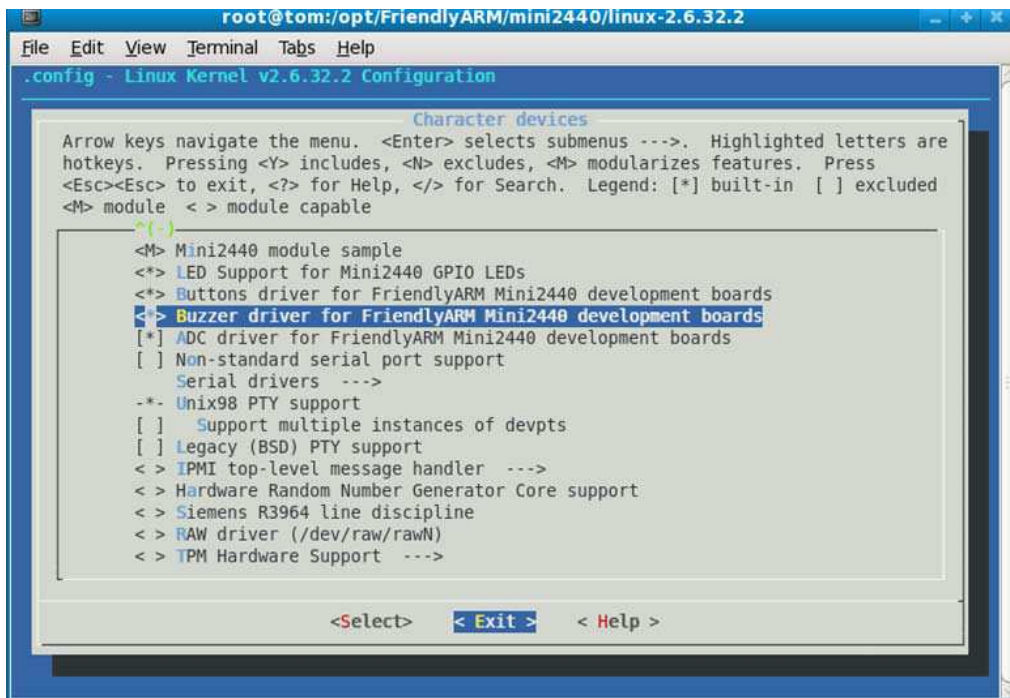 root@tom:/opt/FriendlyARM/mini2440/linux-2.6.32.2
File Edit View Terminal Tabs Help
.config - Linux Kernel v2.6.32.2 Configuration
Character devices
Arrow keys navigate the menu. <Enter> selects submenus --->. Highlighted letters are
hotkeys. Pressing <Y> includes, <N> excludes, <M> modularizes features. Press
<Esc><Esc> to exit, <?> for Help, </> for Search. Legend: [*] built-in [ ] excluded
<M> module < > module capable
^(-)
<M> Mini2440 module sample
<*> LED Support for Mini2440 GPIO LEDs
<*> Buttons driver for FriendlyARM Mini2440 development boards
<*> Buzzer driver for FriendlyARM Mini2440 development boards
[*] ADC driver for FriendlyARM Mini2440 development boards
[ ] Non-standard serial port support
Serial drivers --->
-*- Unix98 PTY support
[ ] Support multiple instances of devpts
[ ] Legacy (BSD) PTY support
< > IPMI top-level message handler --->
< > Hardware Random Number Generator Core support
< > Siemens R3964 line discipline
< > RAW driver (/dev/raw/rawN)
< > TPM Hardware Support --->
<Select> < Exit > < Help >